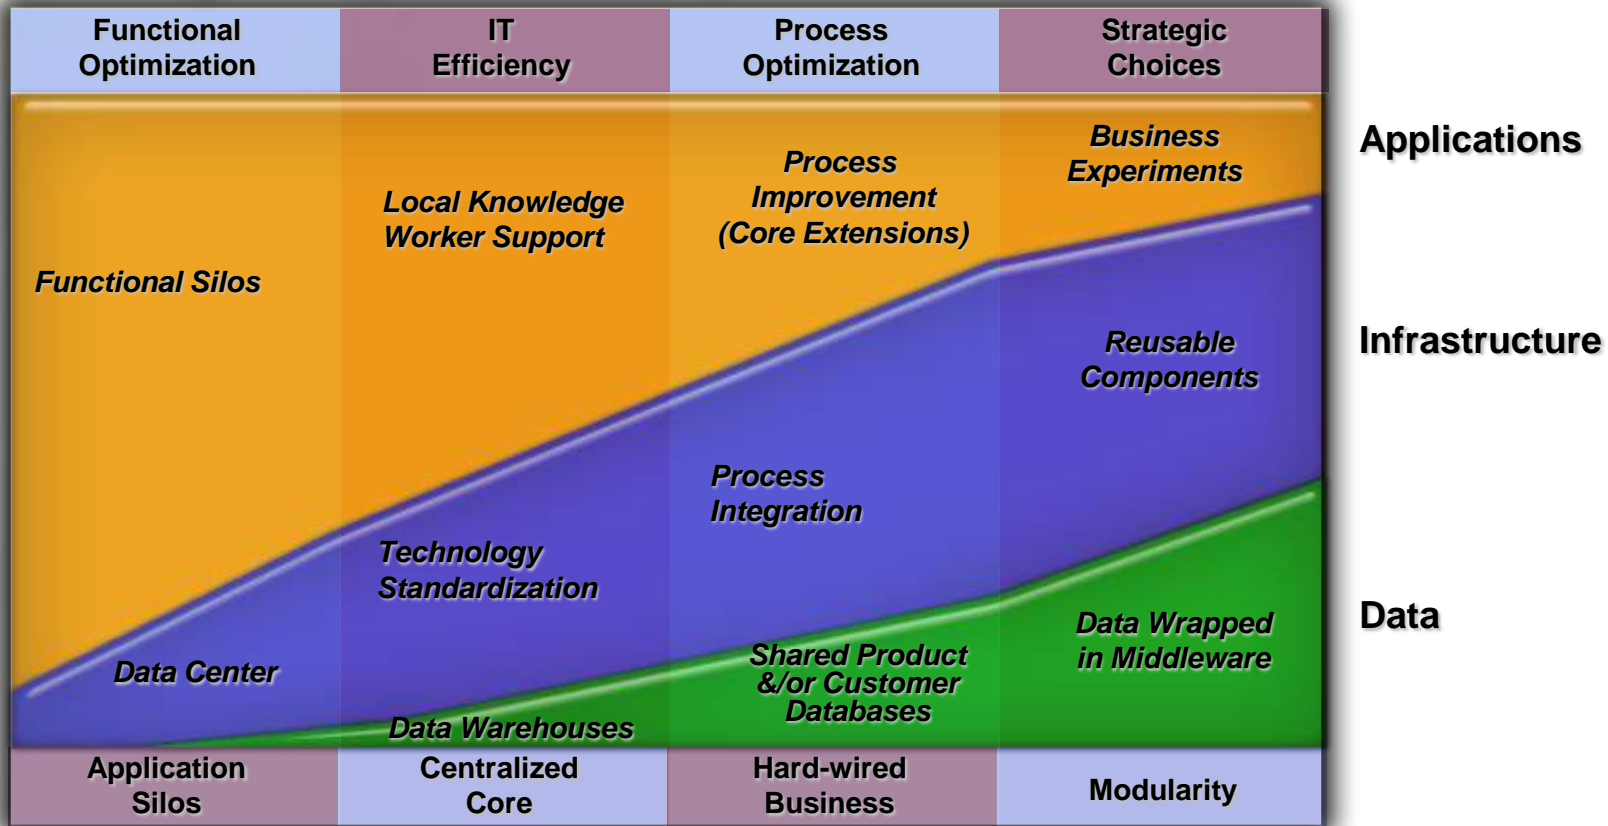 Functional
Optimization
IT
Efficiency
Process
Optimization
Strategic
Choices
Functional Silos
Local Knowledge
Worker Support
Process
Improvement
(Core Extensions)
Business
Experiments
Applications
Data Center
Technology
Standardization
Process
Integration
Reusable
Components
Infrastructure
Data Warehouses
Shared Product
&/or Customer
Databases
Data Wrapped
in Middleware
Data
Application
Silos
Centralized
Core
Hard-wired
Business
Modularity